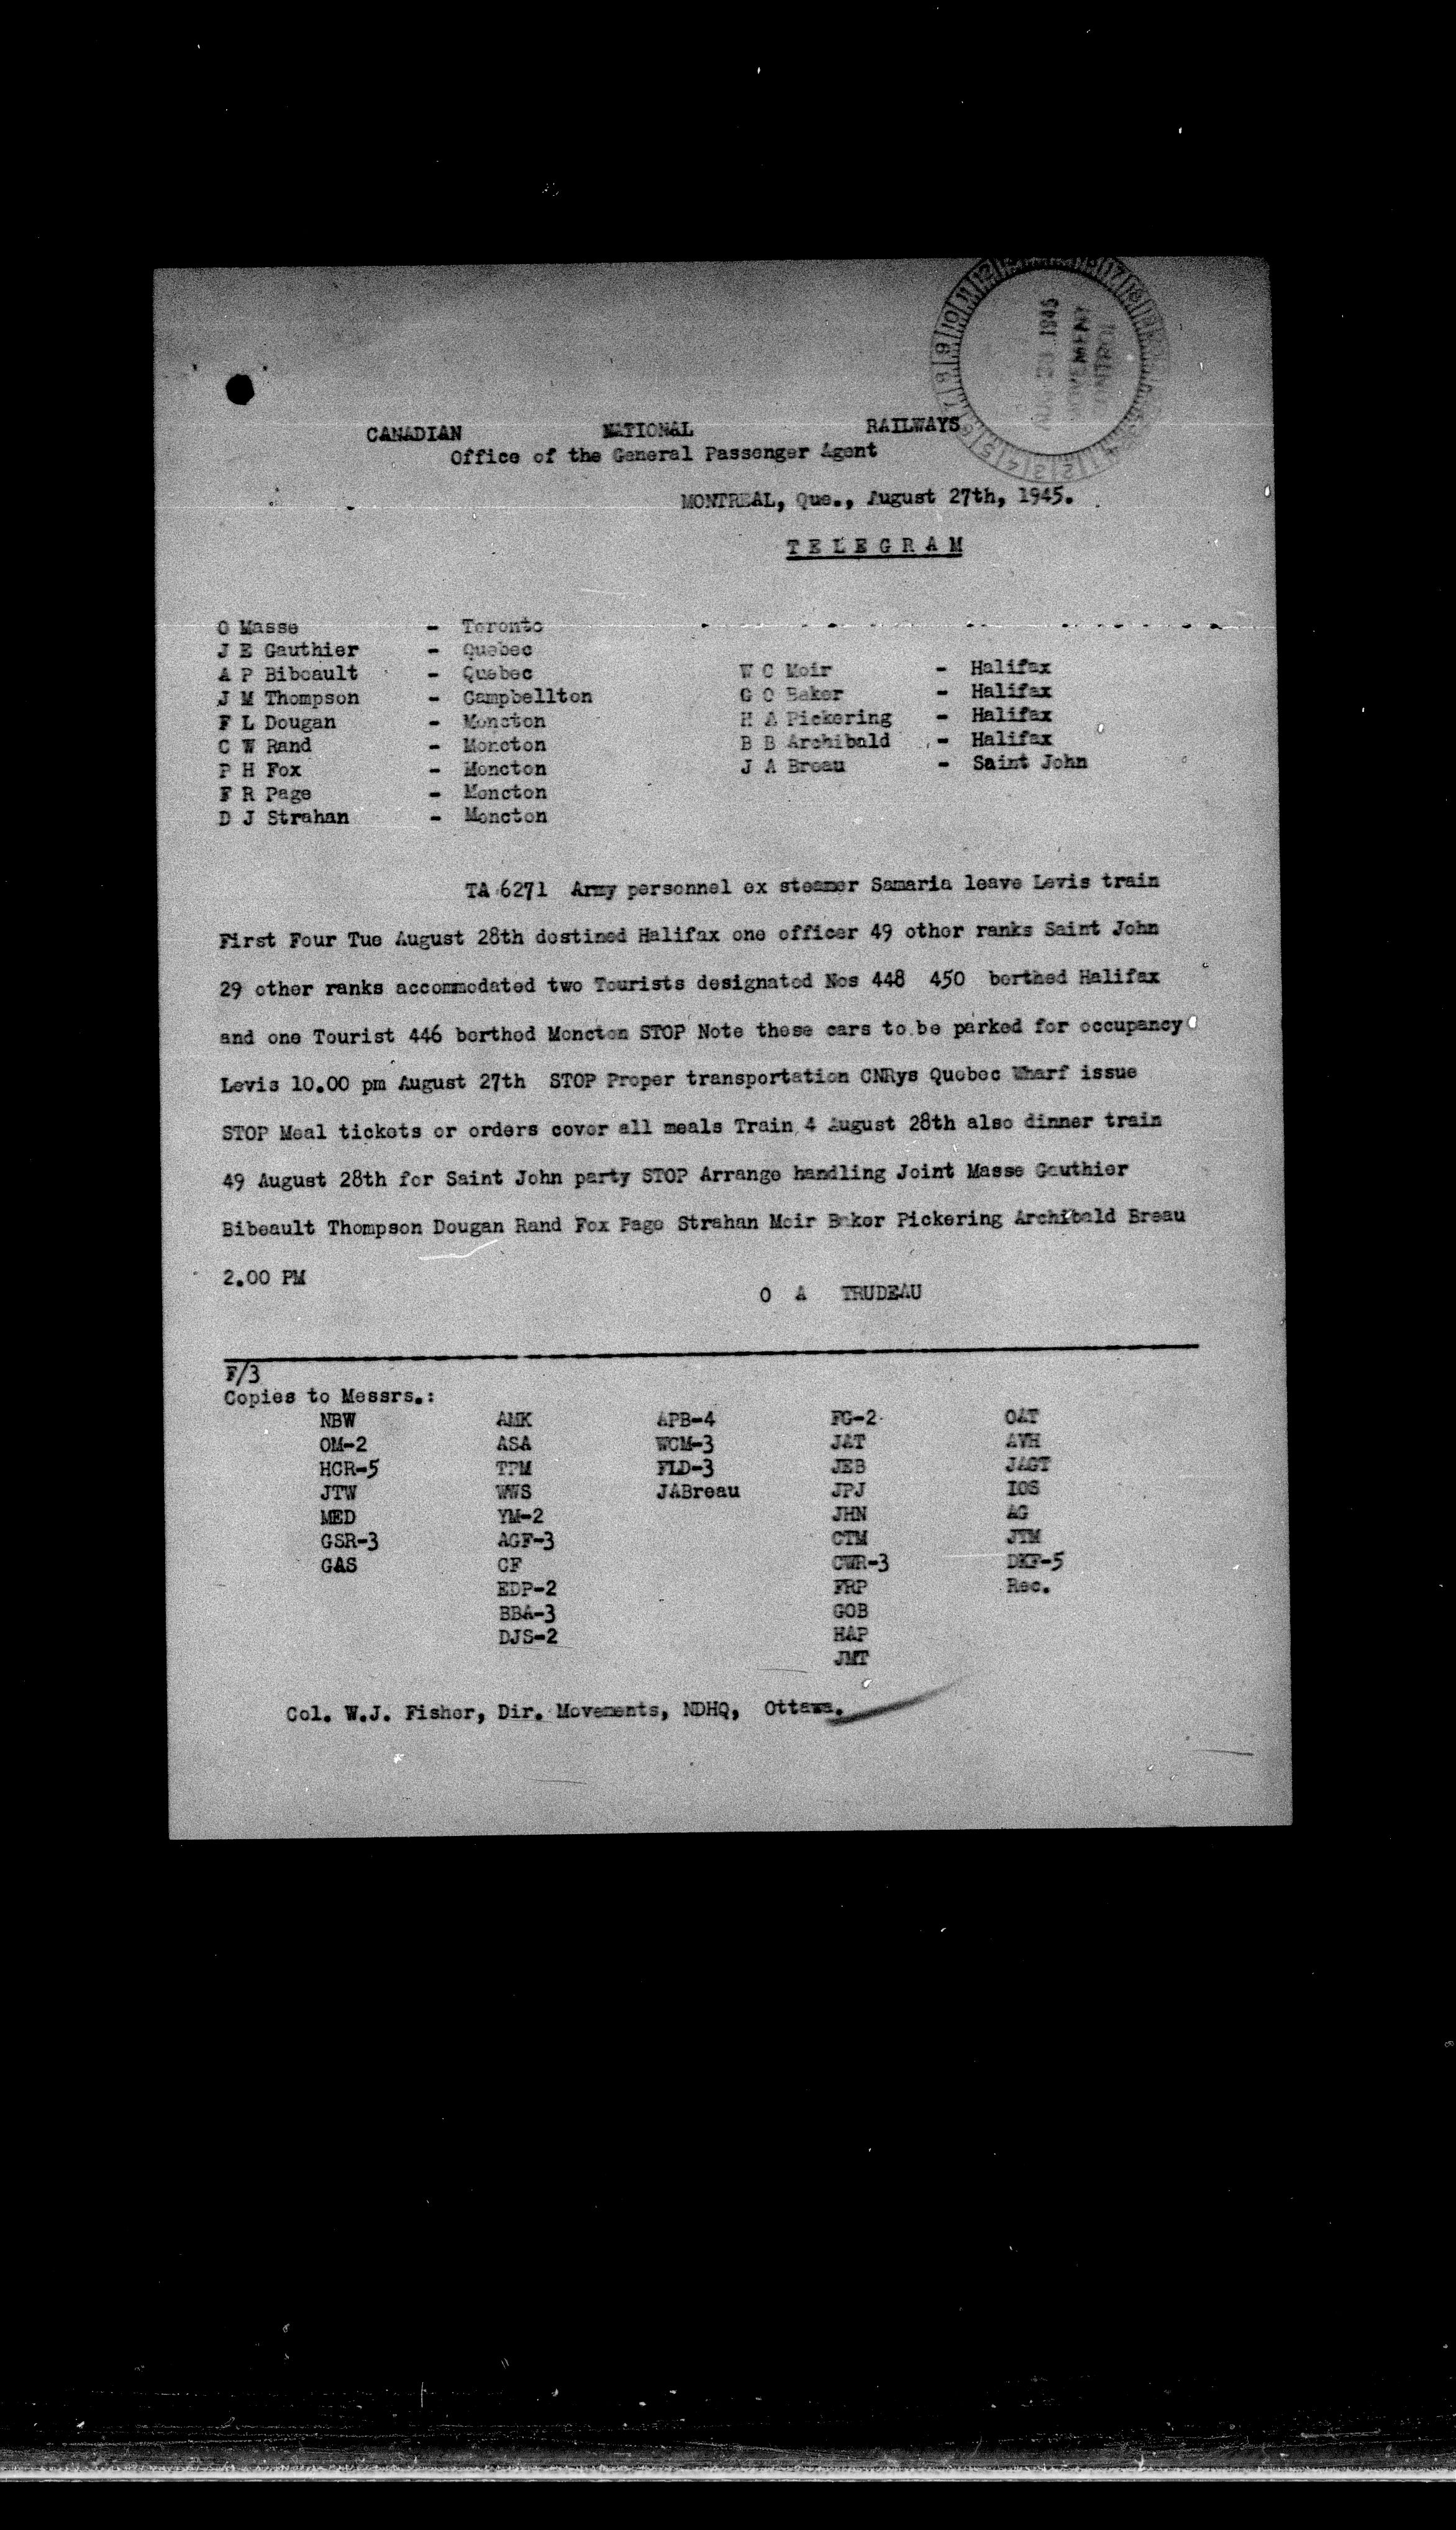 1945
MOVEMENT
CONTROL
CANADIAN NATIONAL RAILWAYS
Office of the General Passenger Agent
MONTREAL, Que., August 27th, 1945.
TELEGRAM
O Masse - Toronto
J E Gauthier - Quebec
A P Bibeault - Quebec
J M Thompson - Campbellton
F L Dougan - Moncton
C W Rand - Moncton
P H Fox - Moncton
F R Page - Moncton
D J Strahan - Moncton
W C Moir - Halifax
G O Baker - Halifax
H A Pickering - Halifax
B B Archibald - Halifax
J A Breau - Saint John
TA 6271 Army personnel ex steamer Samaria leave Levis train
First Four Tue August 28th destined Halifax one officer 49 other ranks Saint John
29 other ranks accommodated two Tourists designated Nos 448 450 berthed Halifax
and one Tourist 446 berthed Moncton STOP Note these cars to be parked for occupancy
Levis 10.00 pm August 27th STOP Proper transportation CNRys Quebec Wharf issue
STOP Meal tickets or orders cover all meals Train 4 August 28th also dinner train
49 August 28th for Saint John party STOP Arrange handling Joint Masse Gauthier
Bibeault Thompson Dougan Rand Fox Page Strahan Moir Baker Pickering Archibald Breau
2.00 PM
O A TRUDEAU
F/3
Copies to Messrs.:
NBW AMK APB-4 FG-2 OAT
OM-2 ASA WCM-3 JAT AVH
HCR-5 TPM FLD-3 JEB JAGT
JTW WWS JABreau JPJ IOS
MED YM-2 JHN AG
GSR-3 AGF-3 CTM JTM
GAS CF CWR-3 DKF-5
EDP-2 FRP Rec.
BBA-3 GOB
DJS-2 HAP
JMT
Col. W.J. Fisher, Dir. Movements, NDHQ, Ottawa.